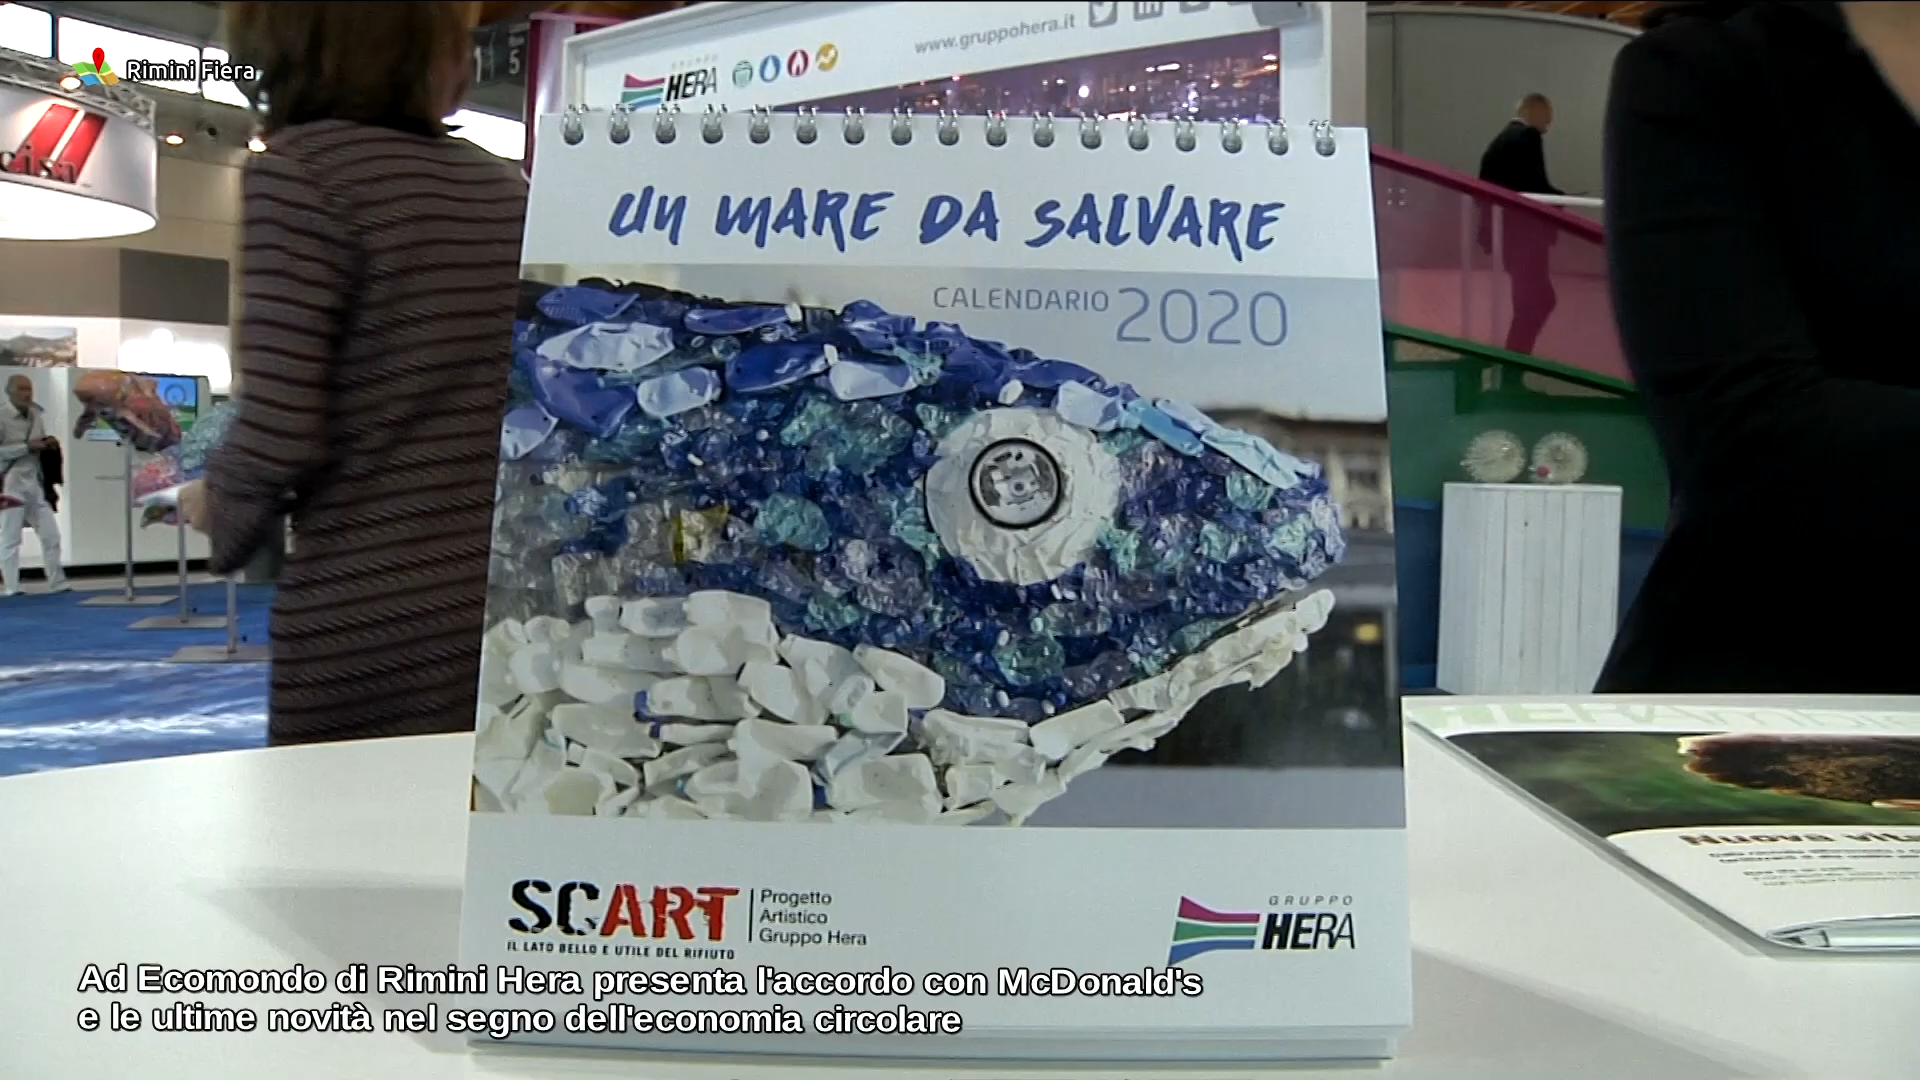 Rimini Fiera
5
www.gruppohera.it
GRUPPO
HERA
UN MARE DA SALVARE
CALENDARIO 2020
SCART
IL LATO BELLO E UTILE DEL RIFIUTO
Progetto
Artistico
Gruppo Hera
GRUPPO
HERA
Ad Ecomondo di Rimini Hera presenta l'accordo con McDonald's
e le ultime novità nel segno dell'economia circolare